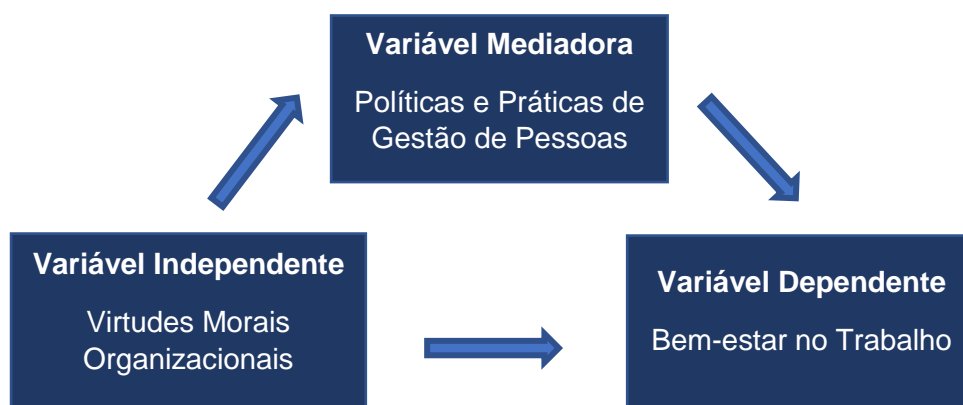 Variável Mediadora
Políticas e Práticas de
Gestão de Pessoas
Variável Independente
Virtudes Morais
Organizacionais
Variável Dependente
Bem-estar no Trabalho